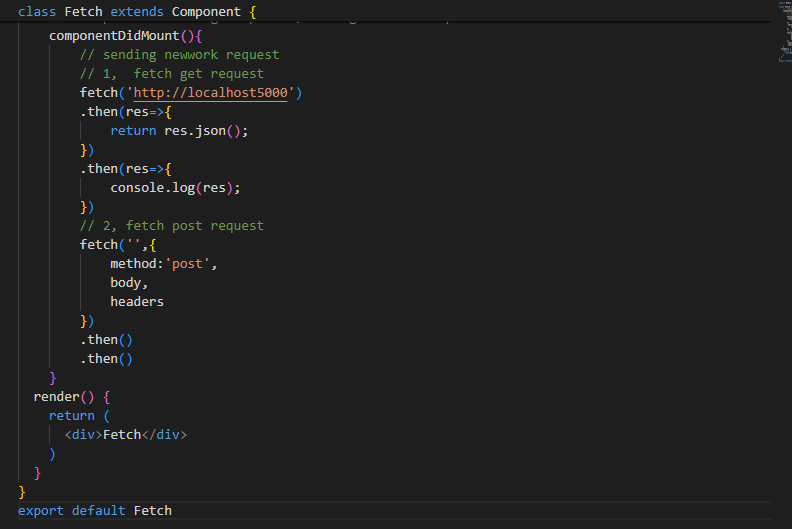 class Fetch extends Component {
componentDidMount(){
// sending newwork request
// 1,  fetch get request
fetch('http://localhost5000')
.then(res=>{
return res.json();
})
.then(res=>{
console.log(res);
})
// 2, fetch post request
fetch('',{
method:'post',
body,
headers
})
.then()
.then()
}
render() {
return (
<div>Fetch</div>
)
}
}
export default Fetch